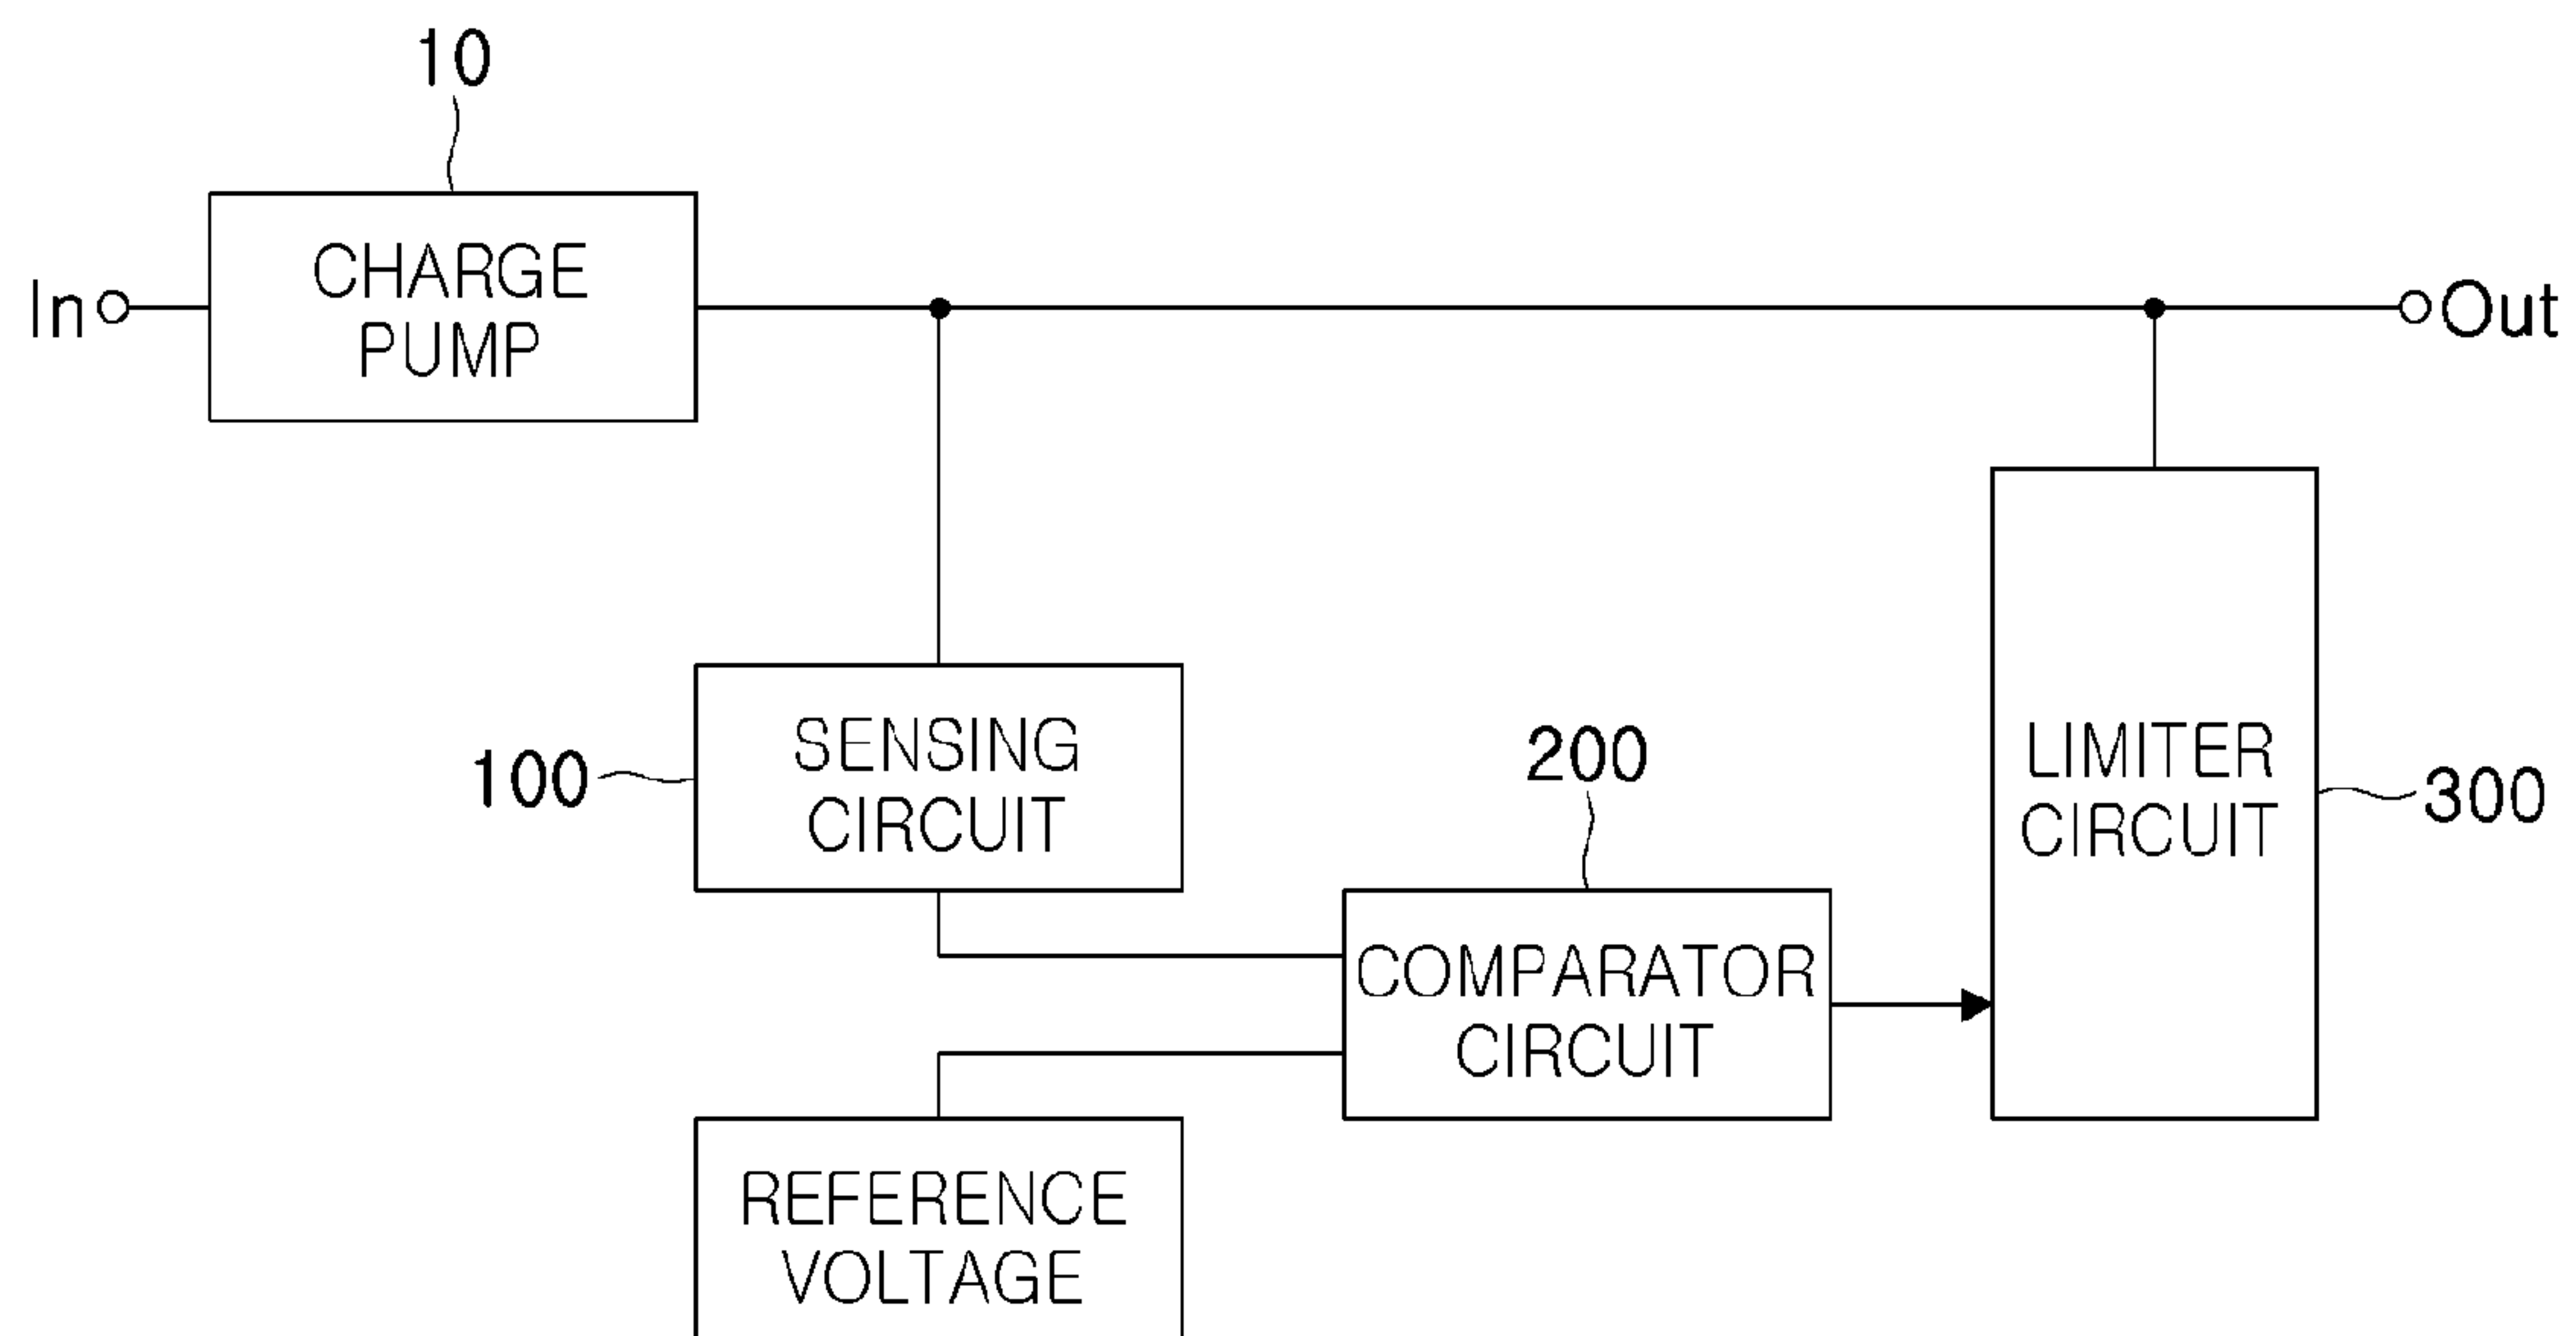 10
In
CHARGE
PUMP
Out
100
SENSING
CIRCUIT
200
COMPARATOR
CIRCUIT
LIMITER
CIRCUIT
300
REFERENCE
VOLTAGE